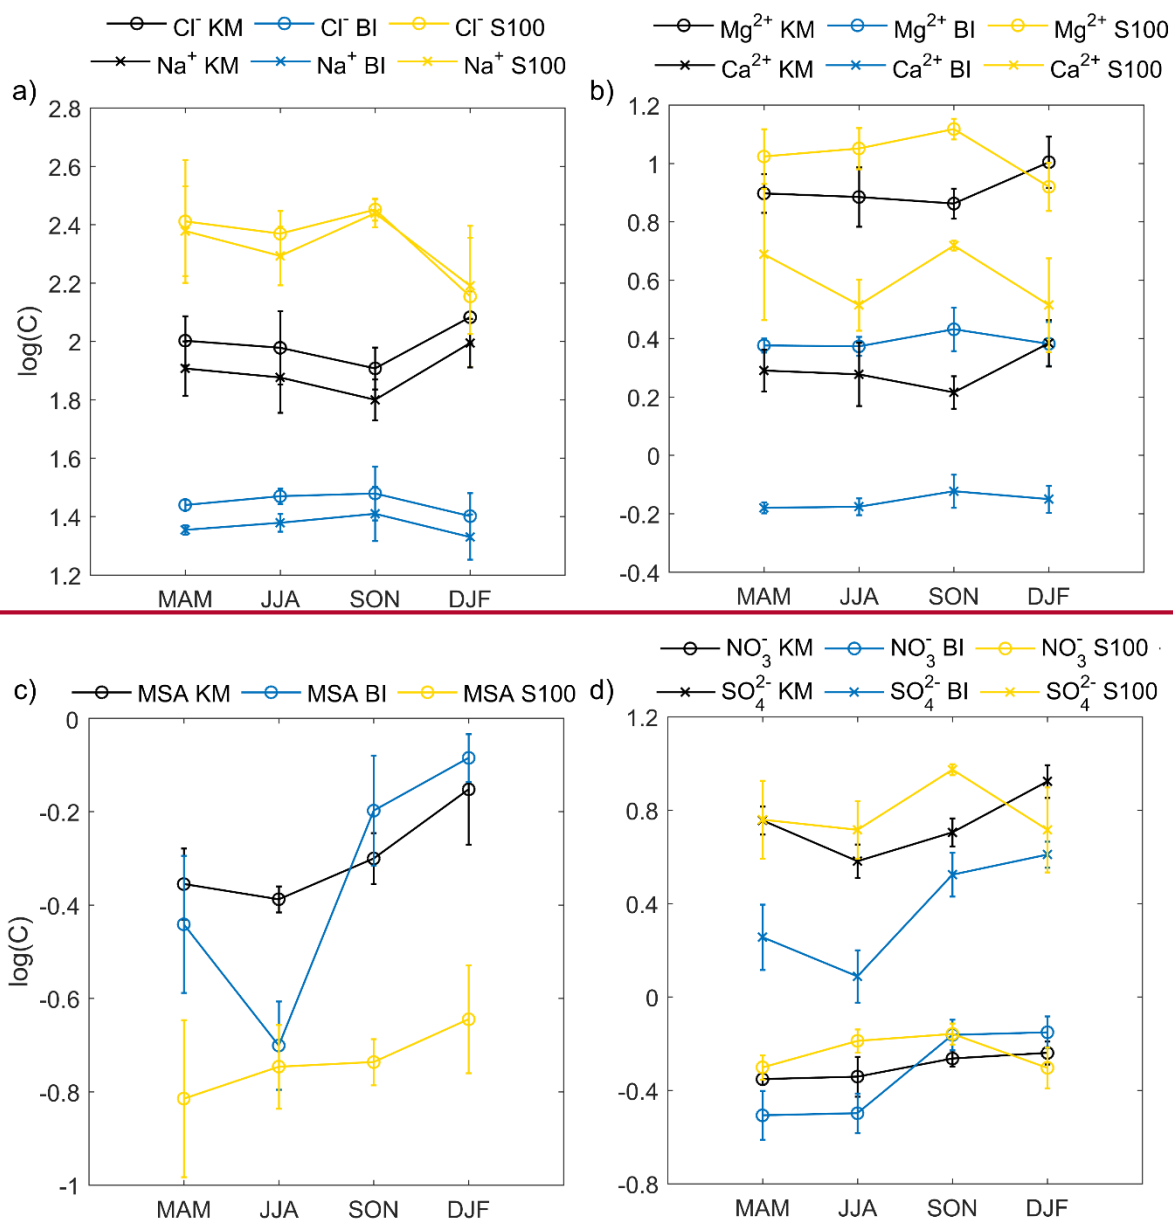 Cl⁻ KM Cl⁻ BI Cl⁻ S100
Na⁺ KM Na⁺ BI Na⁺ S100
a)
2.8
2.6
2.4
2.2
2
1.8
1.6
1.4
1.2
log(C)
MAM JJA SON DJF
Mg²⁺ KM Mg²⁺ BI Mg²⁺ S100
Ca²⁺ KM Ca²⁺ BI Ca²⁺ S100
b)
1.2
1
0.8
0.6
0.4
0.2
0
-0.2
-0.4
MAM JJA SON DJF
c)
MSA KM MSA BI MSA S100
0
-0.2
-0.4
-0.6
-0.8
-1
log(C)
MAM JJA SON DJF
NO₃⁻ KM NO₃⁻ BI NO₃⁻ S100
d)
SO₄²⁻ KM SO₄²⁻ BI SO₄²⁻ S100
1.2
0.8
0.4
0
-0.4
-0.8
MAM JJA SON DJF